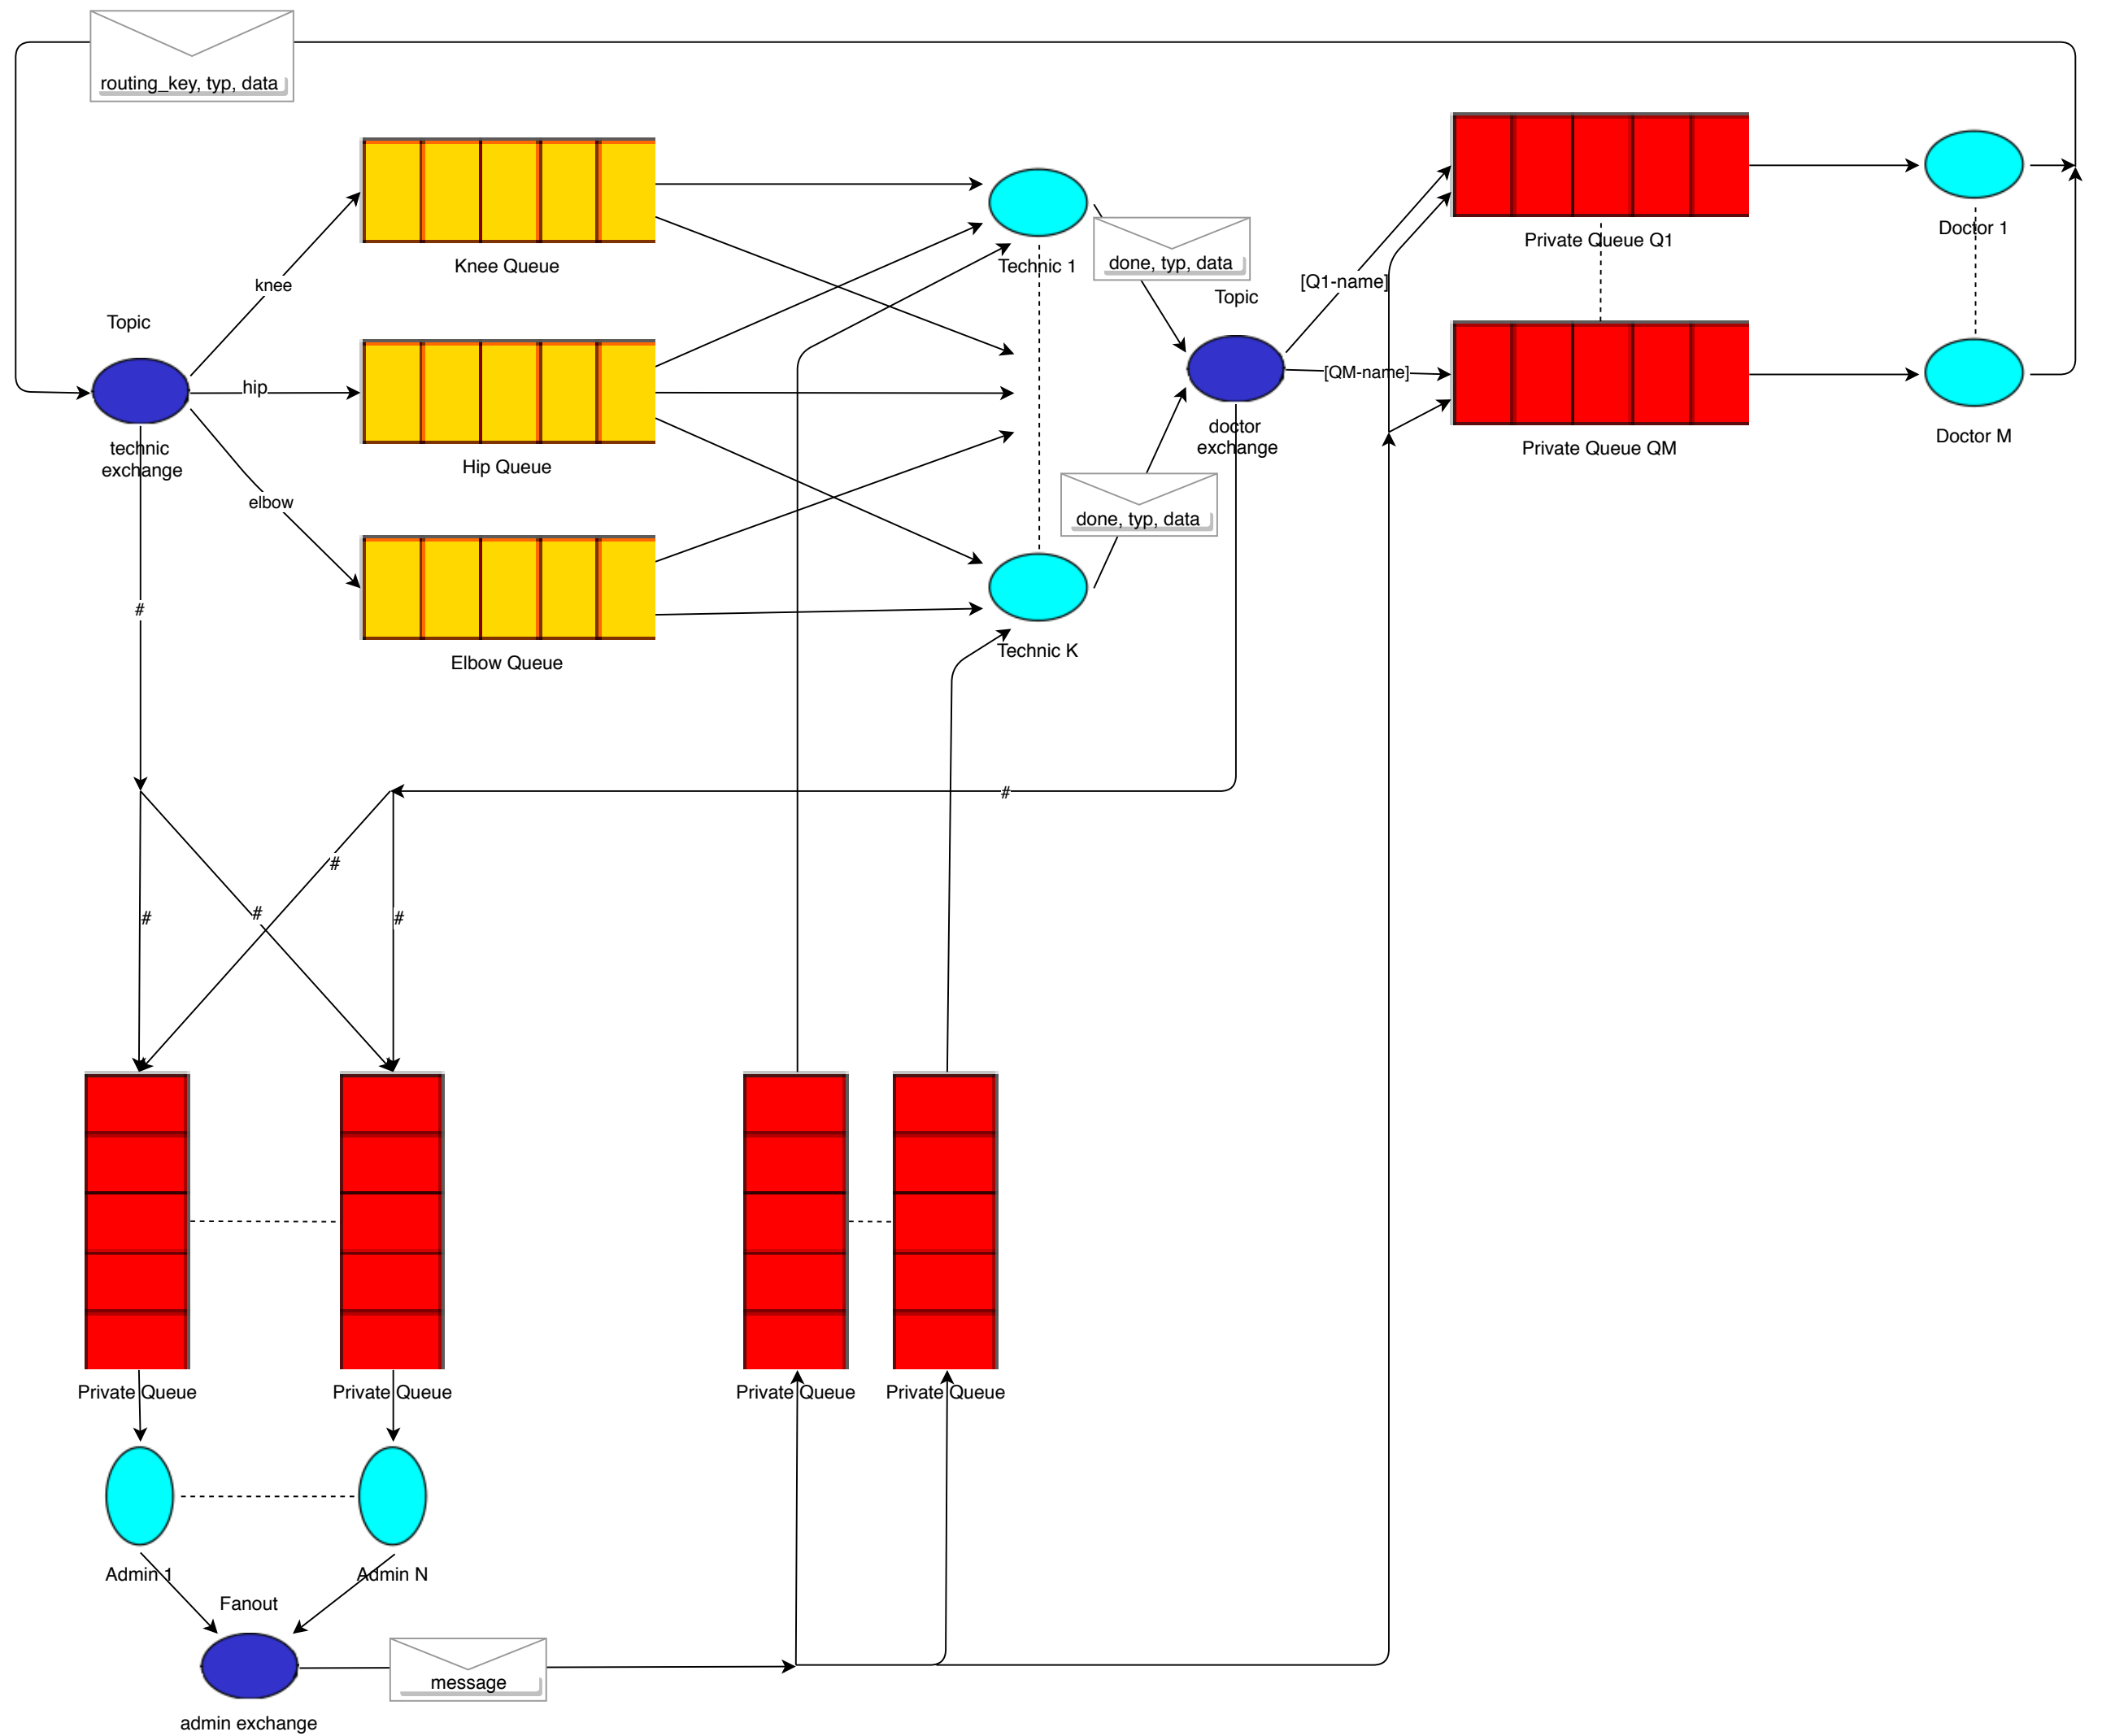 routing_key, typ, data
Knee Queue
knee
Topic
technic
exchange
hip
Hip Queue
elbow
Elbow Queue
#
Technic 1
done, typ, data
Topic
doctor
exchange
done, typ, data
Technic K
[Q1-name]
[QM-name]
Private Queue Q1
Private Queue QM
Doctor 1
Doctor M
#
#
#
#
#
Private Queue
Private Queue
Private Queue
Private Queue
Admin 1
Admin N
Fanout
message
admin exchange